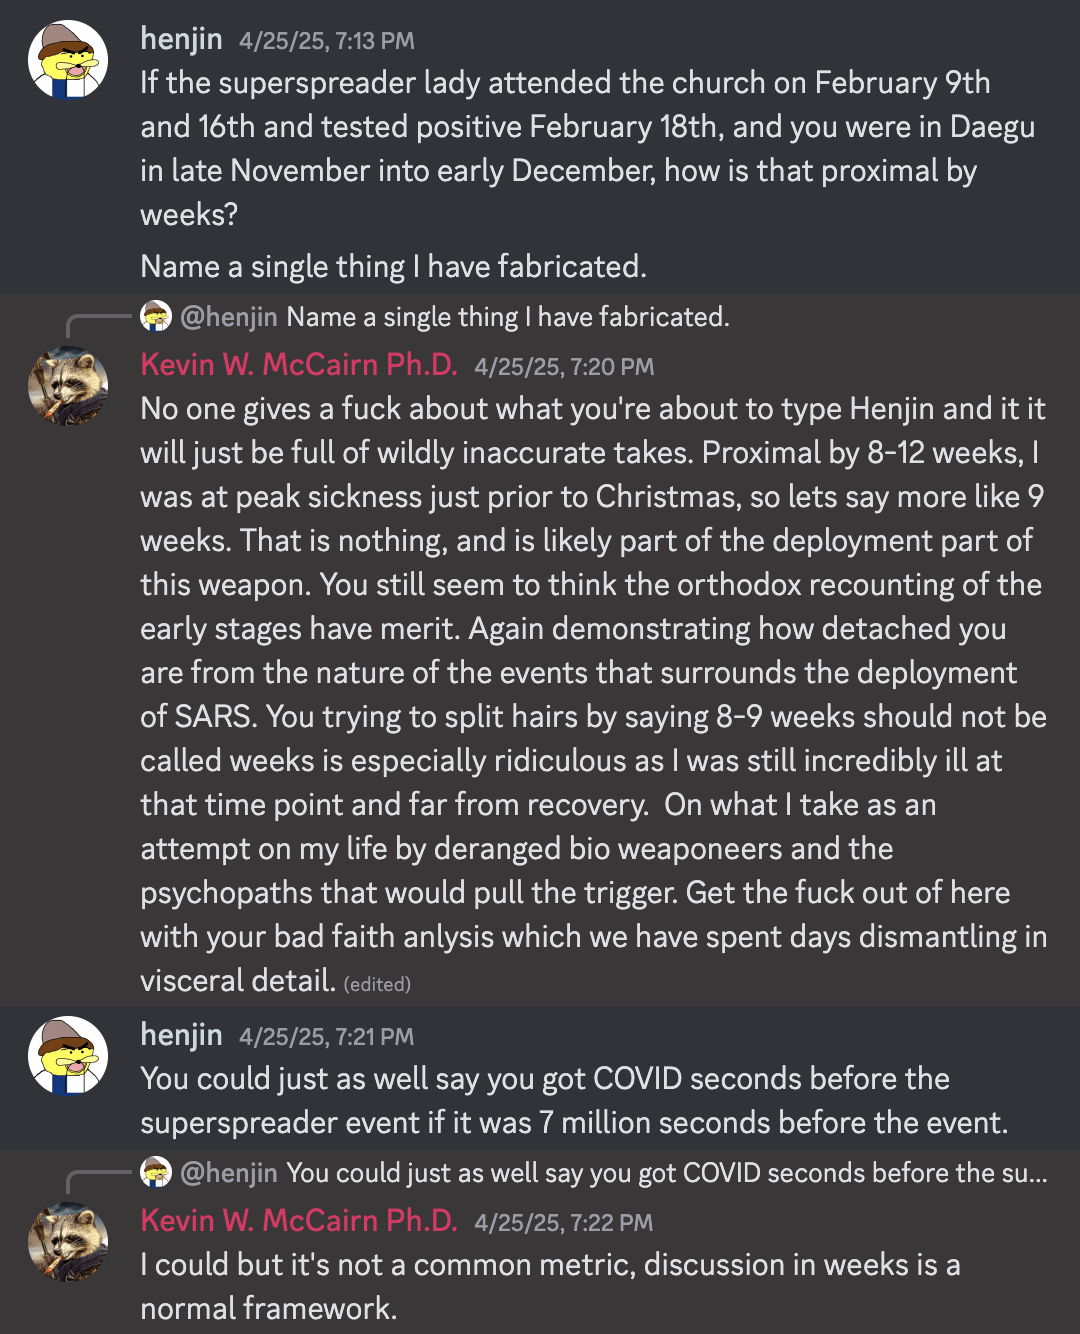 henjin 4/25/25, 7:13 PM
If the superspreader lady attended the church on February 9th
and 16th and tested positive February 18th, and you were in Daegu
in late November into early December, how is that proximal by
weeks?
Name a single thing I have fabricated.
@henjin Name a single thing I have fabricated.
Kevin W. McCairn Ph.D. 4/25/25, 7:20 PM
No one gives a fuck about what you're about to type Henjin and it it
will just be full of wildly inaccurate takes. Proximal by 8-12 weeks, I
was at peak sickness just prior to Christmas, so lets say more like 9
weeks. That is nothing, and is likely part of the deployment part of
this weapon. You still seem to think the orthodox recounting of the
early stages have merit. Again demonstrating how detached you
are from the nature of the events that surrounds the deployment
of SARS. You trying to split hairs by saying 8-9 weeks should not be
called weeks is especially ridiculous as I was still incredibly ill at
that time point and far from recovery.  On what I take as an
attempt on my life by deranged bio weaponeers and the
psychopaths that would pull the trigger. Get the fuck out of here
with your bad faith anlysis which we have spent days dismantling in
visceral detail. (edited)
henjin 4/25/25, 7:21 PM
You could just as well say you got COVID seconds before the
superspreader event if it was 7 million seconds before the event.
@henjin You could just as well say you got COVID seconds before the su...
Kevin W. McCairn Ph.D. 4/25/25, 7:22 PM
I could but it's not a common metric, discussion in weeks is a
normal framework.